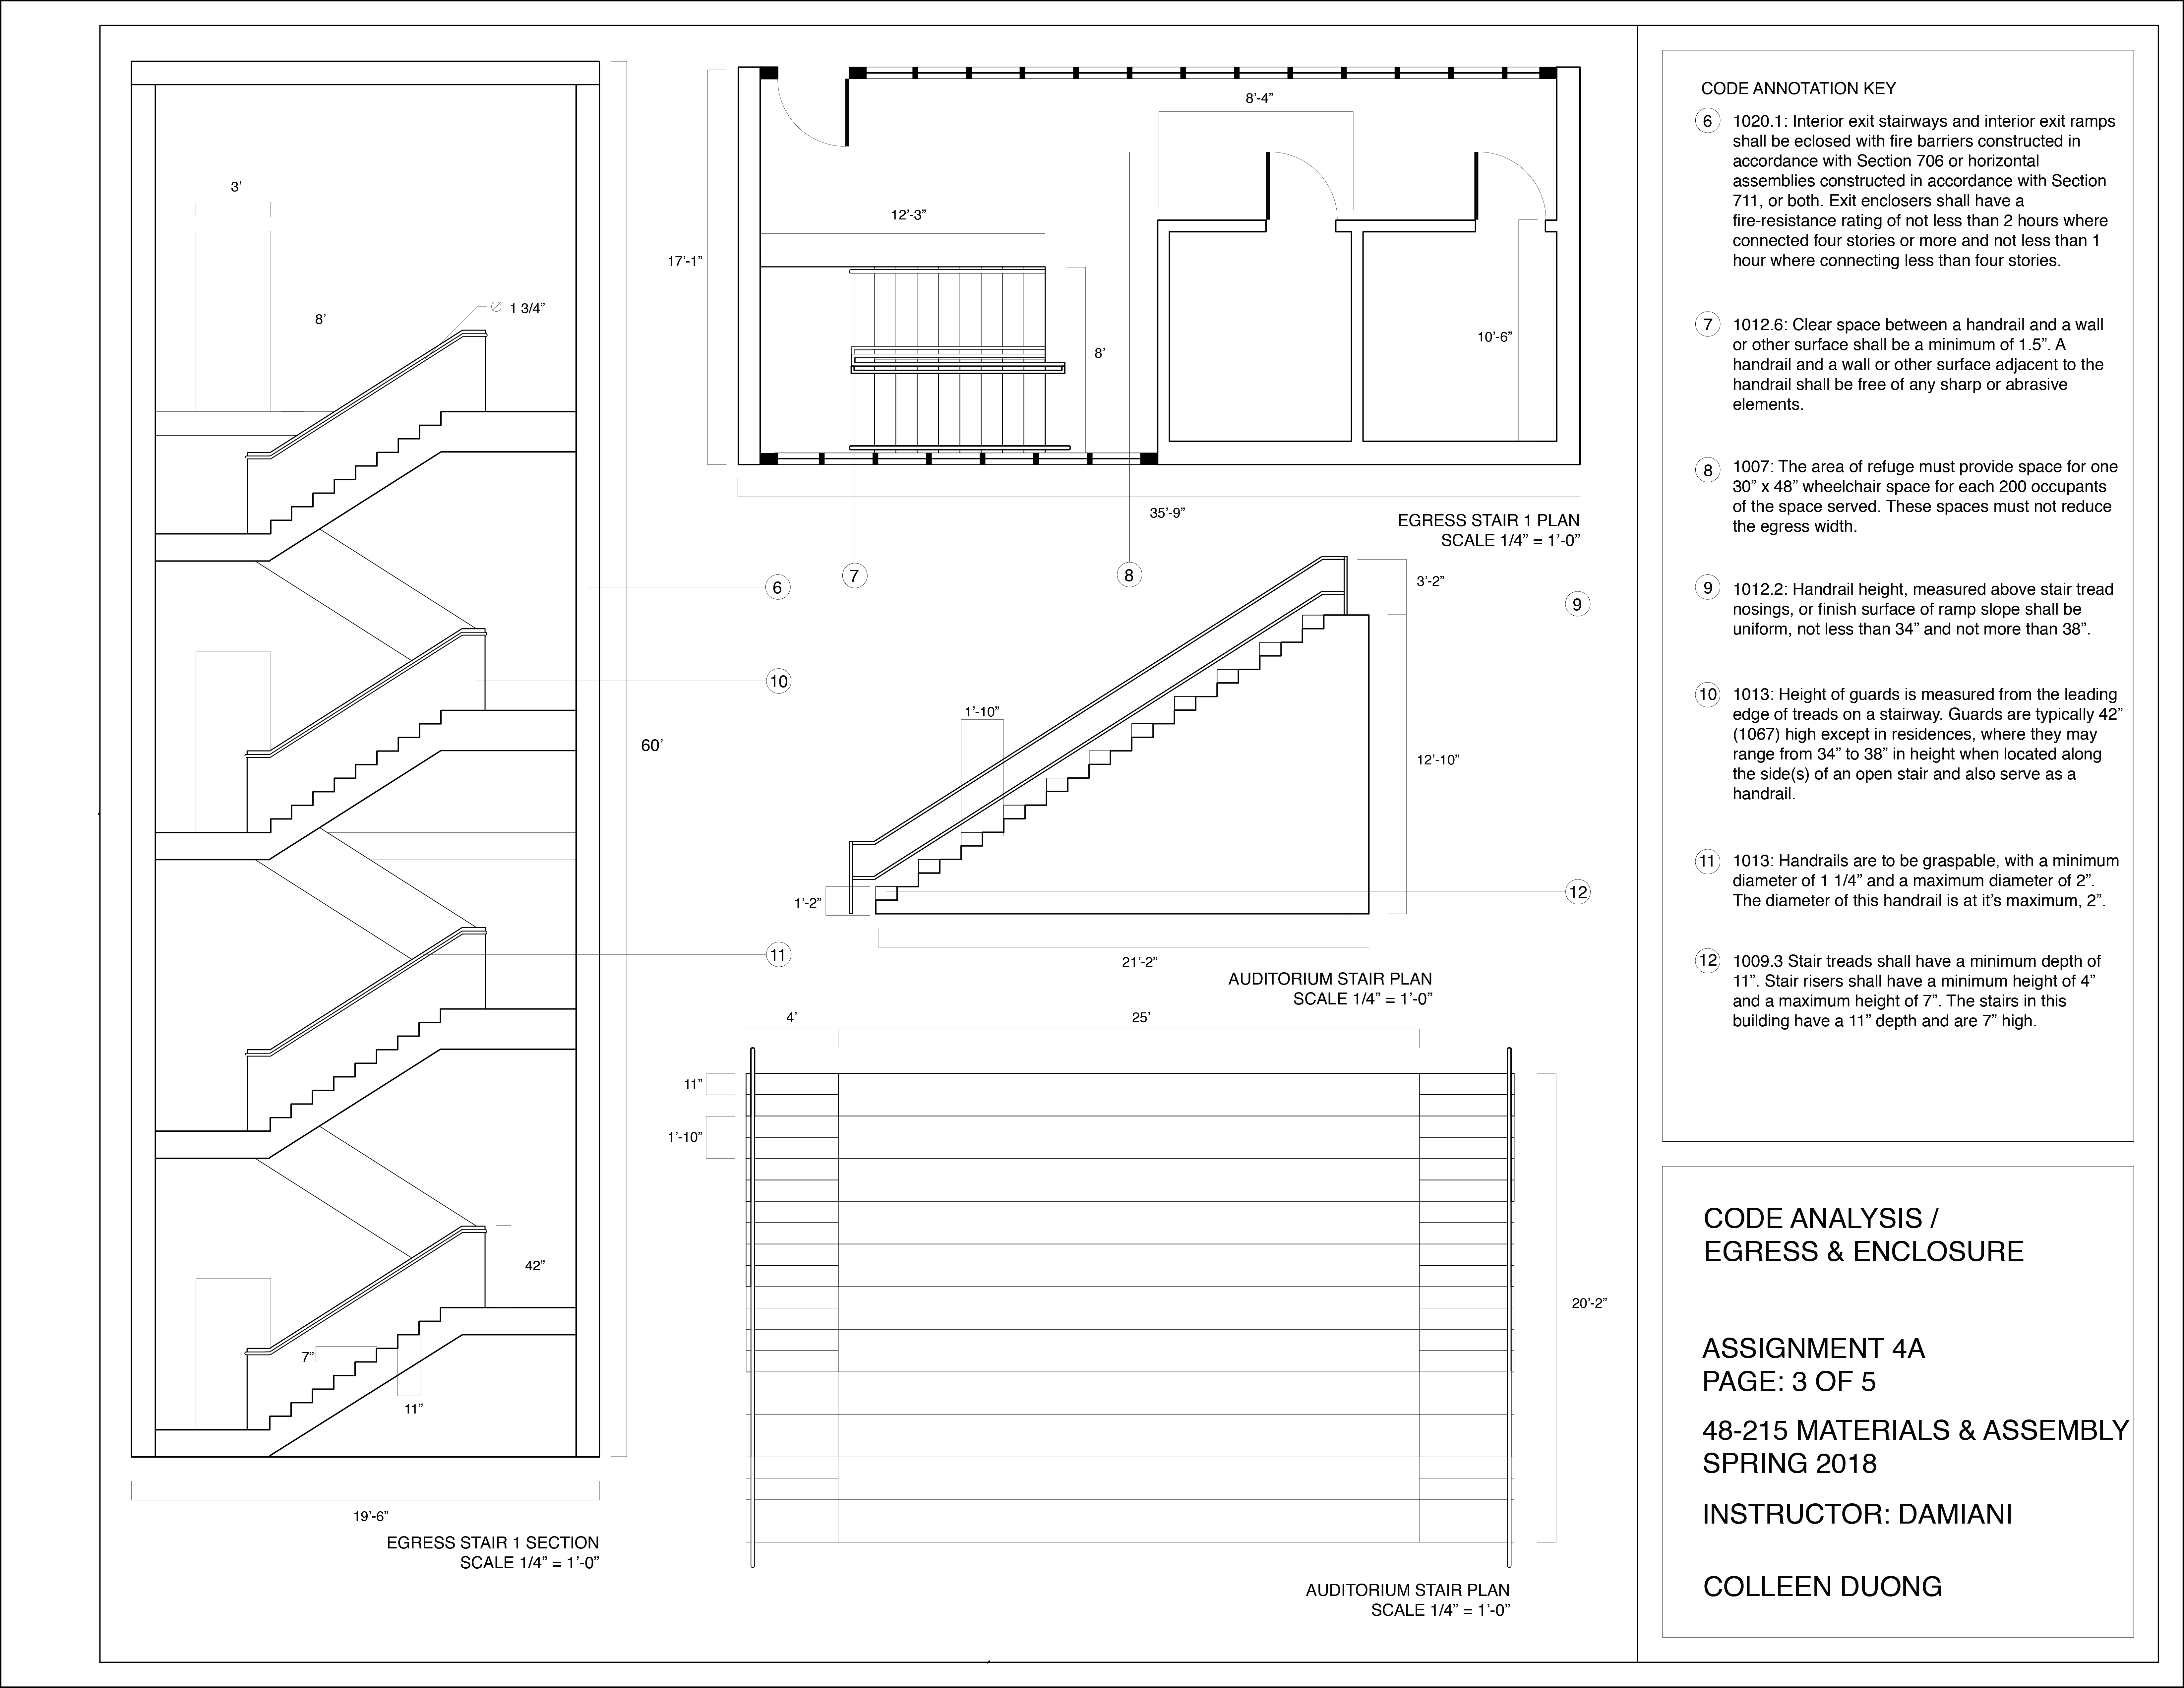 3’
8’
1 3/4”
42”
7”
11”
60’
19’-6”
EGRESS STAIR 1 SECTION
SCALE 1/4” = 1’-0”
8’-4”
12’-3”
17’-1”
8’
10’-6”
35’-9”
EGRESS STAIR 1 PLAN
SCALE 1/4” = 1’-0”
6
7
8
9
10
11
12
3’-2”
1’-10”
12’-10”
1’-2”
21’-2”
AUDITORIUM STAIR PLAN
SCALE 1/4” = 1’-0”
4’
25’
11”
1’-10”
20’-2”
AUDITORIUM STAIR PLAN
SCALE 1/4” = 1’-0”
CODE ANNOTATION KEY
6 1020.1: Interior exit stairways and interior exit ramps
shall be eclosed with fire barriers constructed in
accordance with Section 706 or horizontal
assemblies constructed in accordance with Section
711, or both. Exit enclosers shall have a
fire-resistance rating of not less than 2 hours where
connected four stories or more and not less than 1
hour where connecting less than four stories.
7 1012.6: Clear space between a handrail and a wall
or other surface shall be a minimum of 1.5”. A
handrail and a wall or other surface adjacent to the
handrail shall be free of any sharp or abrasive
elements.
8 1007: The area of refuge must provide space for one
30” x 48” wheelchair space for each 200 occupants
of the space served. These spaces must not reduce
the egress width.
9 1012.2: Handrail height, measured above stair tread
nosings, or finish surface of ramp slope shall be
uniform, not less than 34” and not more than 38”.
10 1013: Height of guards is measured from the leading
edge of treads on a stairway. Guards are typically 42”
(1067) high except in residences, where they may
range from 34” to 38” in height when located along
the side(s) of an open stair and also serve as a
handrail.
11 1013: Handrails are to be graspable, with a minimum
diameter of 1 1/4” and a maximum diameter of 2”.
The diameter of this handrail is at it’s maximum, 2”.
12 1009.3 Stair treads shall have a minimum depth of
11”. Stair risers shall have a minimum height of 4”
and a maximum height of 7”. The stairs in this
building have a 11” depth and are 7” high.
CODE ANALYSIS /
EGRESS & ENCLOSURE
ASSIGNMENT 4A
PAGE: 3 OF 5
48-215 MATERIALS & ASSEMBLY
SPRING 2018
INSTRUCTOR: DAMIANI
COLLEEN DUONG